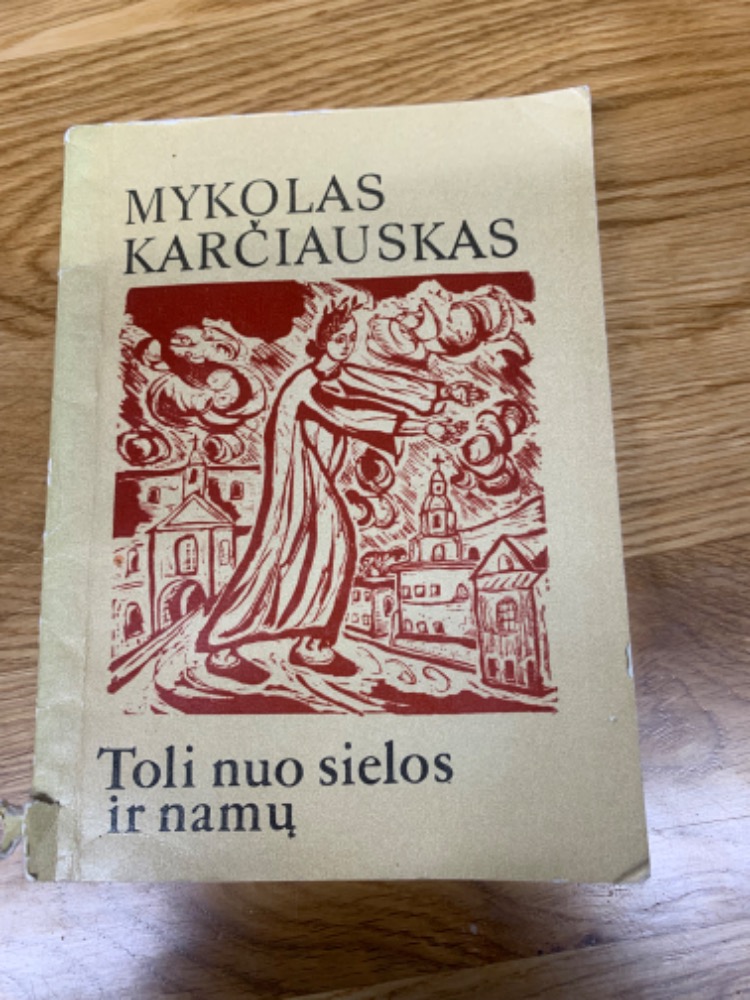 MYKOLAS
KARČIAUSKAS
Toli nuo sielos
ir namų